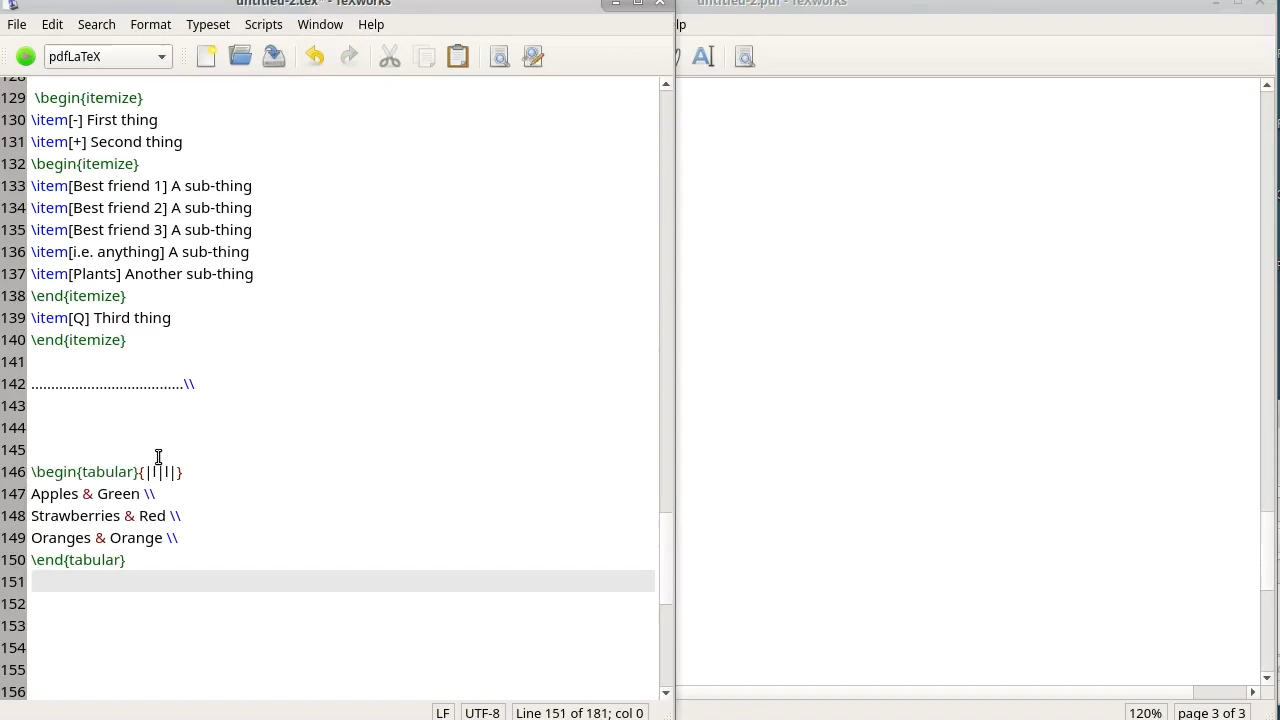 untitled-2.tex* - TeXworks
untitled-2.pdf - TeXworks
File Edit Search Format Typeset Scripts Window Help
lp
pdfLaTeX
128
129 \begin{itemize}
130 \item[-] First thing
131 \item[+] Second thing
132 \begin{itemize}
133 \item[Best friend 1] A sub-thing
134 \item[Best friend 2] A sub-thing
135 \item[Best friend 3] A sub-thing
136 \item[i.e. anything] A sub-thing
137 \item[Plants] Another sub-thing
138 \end{itemize}
139 \item[Q] Third thing
140 \end{itemize}
141
142 ......................................\\
143
144
145
146 \begin{tabular}{|l|l|}
147 Apples & Green \\
148 Strawberries & Red \\
149 Oranges & Orange \\
150 \end{tabular}
151
152
153
154
155
156
LF UTF-8 Line 151 of 181; col 0
120% page 3 of 3